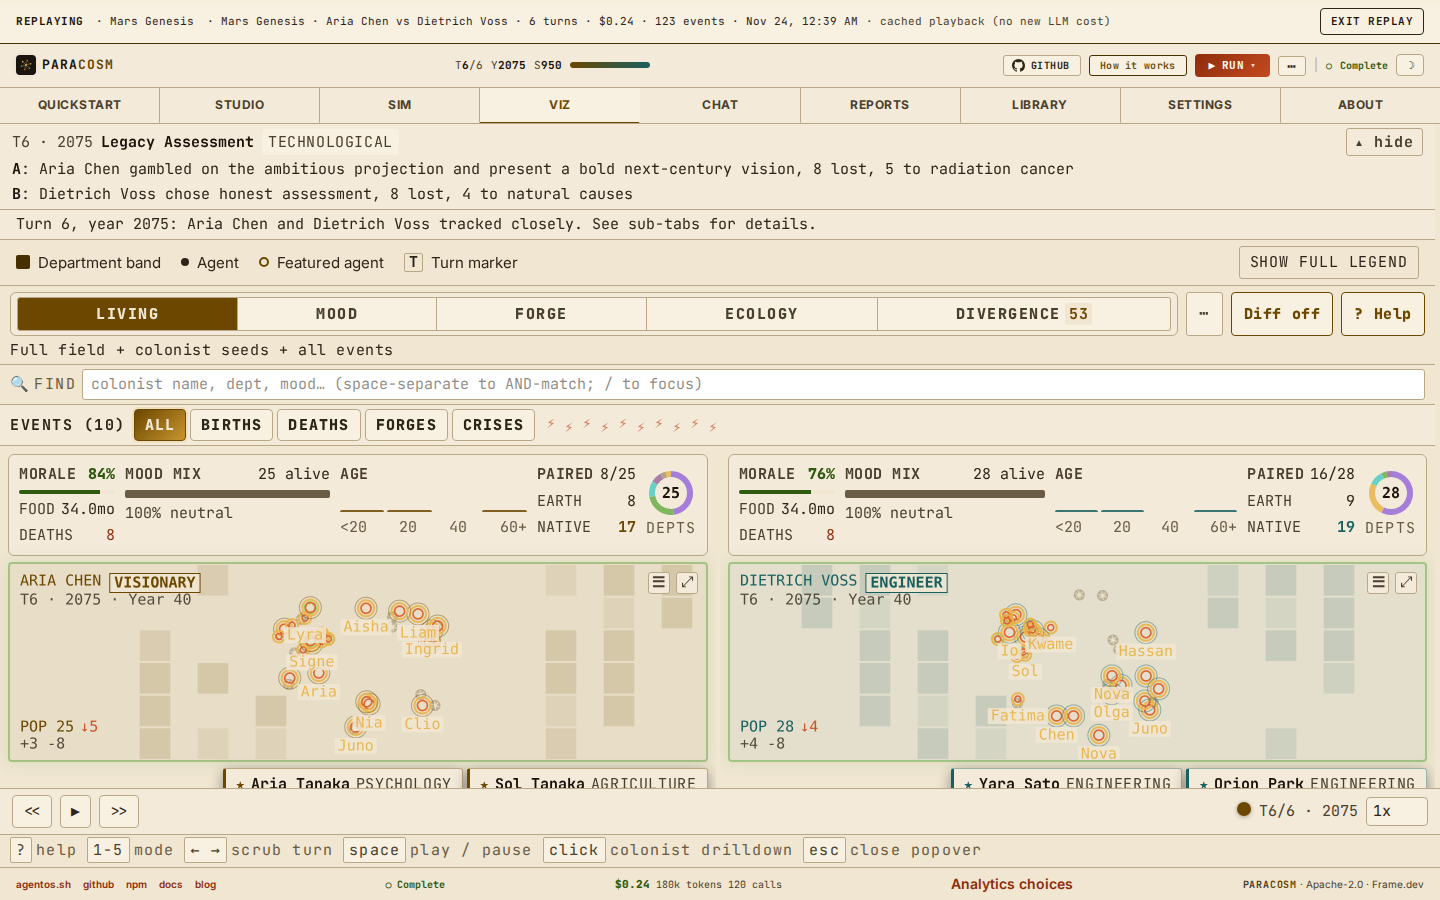 REPLAYING · Mars Genesis · Mars Genesis · Aria Chen vs Dietrich Voss · 6 turns · $0.24 · 123 events · Nov 24, 12:39 AM · cached playback (no new LLM cost) EXIT REPLAY
PARACOSM T6/6 Y2075 S950 GITHUB How it works ▶ RUN ▾ ⋯ | ○ Complete ☽
QUICKSTART STUDIO SIM VIZ CHAT REPORTS LIBRARY SETTINGS ABOUT
T6 · 2075 Legacy Assessment TECHNOLOGICAL ▴ hide
A: Aria Chen gambled on the ambitious projection and present a bold next-century vision, 8 lost, 5 to radiation cancer
B: Dietrich Voss chose honest assessment, 8 lost, 4 to natural causes
Turn 6, year 2075: Aria Chen and Dietrich Voss tracked closely. See sub-tabs for details.
Department band Agent Featured agent T Turn marker SHOW FULL LEGEND
LIVING MOOD FORGE ECOLOGY DIVERGENCE 53 ⋯ Diff off ? Help
Full field + colonist seeds + all events
🔍 FIND colonist name, dept, mood… (space-separate to AND-match; / to focus)
EVENTS (10) ALL BIRTHS DEATHS FORGES CRISES ⚡ ⚡ ⚡ ⚡ ⚡ ⚡ ⚡ ⚡ ⚡ ⚡
MORALE 84% MOOD MIX 25 alive AGE PAIRED 8/25 25
FOOD 34.0mo 100% neutral <20 20 40 60+ EARTH 8
DEATHS 8 NATIVE 17 DEPTS
MORALE 76% MOOD MIX 28 alive AGE PAIRED 16/28 28
FOOD 34.0mo 100% neutral <20 20 40 60+ EARTH 9
DEATHS 8 NATIVE 19 DEPTS
ARIA CHEN VISIONARY ☰ ⤢
T6 · 2075 · Year 40
Lyra Aisha Liam
Ingrid
Signe
Aria
Nia Clio
Juno
POP 25 ↓5
+3 -8
DIETRICH VOSS ENGINEER ☰ ⤢
T6 · 2075 · Year 40
Io Kwame Hassan
Sol
Nova
Fatima Olga
Chen Juno
Nova
POP 28 ↓4
+4 -8
★ Aria Tanaka PSYCHOLOGY ★ Sol Tanaka AGRICULTURE
★ Yara Sato ENGINEERING ★ Orion Park ENGINEERING
<< ▶ >> T6/6 · 2075 1x
? help 1-5 mode ← → scrub turn space play / pause click colonist drilldown esc close popover
agentos.sh github npm docs blog ○ Complete $0.24 180k tokens 120 calls Analytics choices PARACOSM · Apache-2.0 · Frame.dev